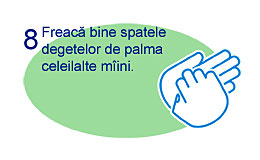 8 Freacă bine spatele
degetelor de palma
celeilalte mîini.